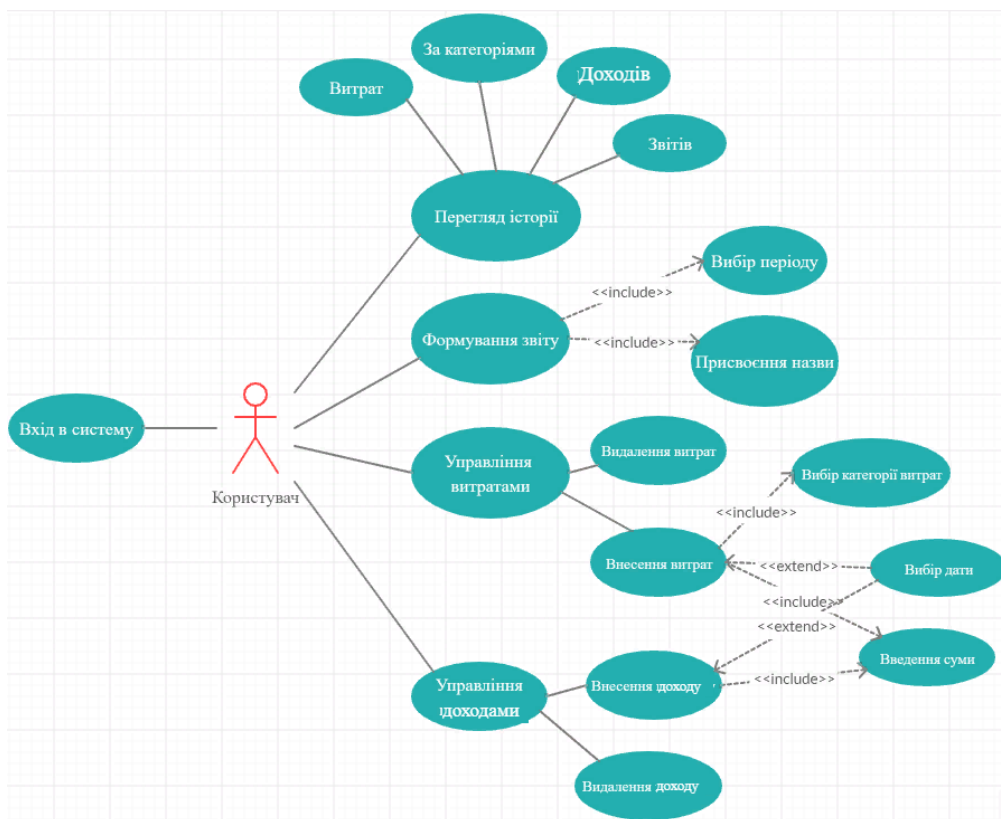 За категоріями
Доходів
Витрат
Звітів
Перегляд історії
Вибір періоду
<<include>>
Формування звіту
<<include>>
Присвоєння назви
Вхід в систему
Користувач
Управління
витратами
Видалення витрат
Вибір категорії витрат
<<include>>
Внесення витрат
<<extend>>
Вибір дати
<<include>>
<<extend>>
Введення суми
Управління
доходами
Внесення доходу
<<include>>
Видалення доходу